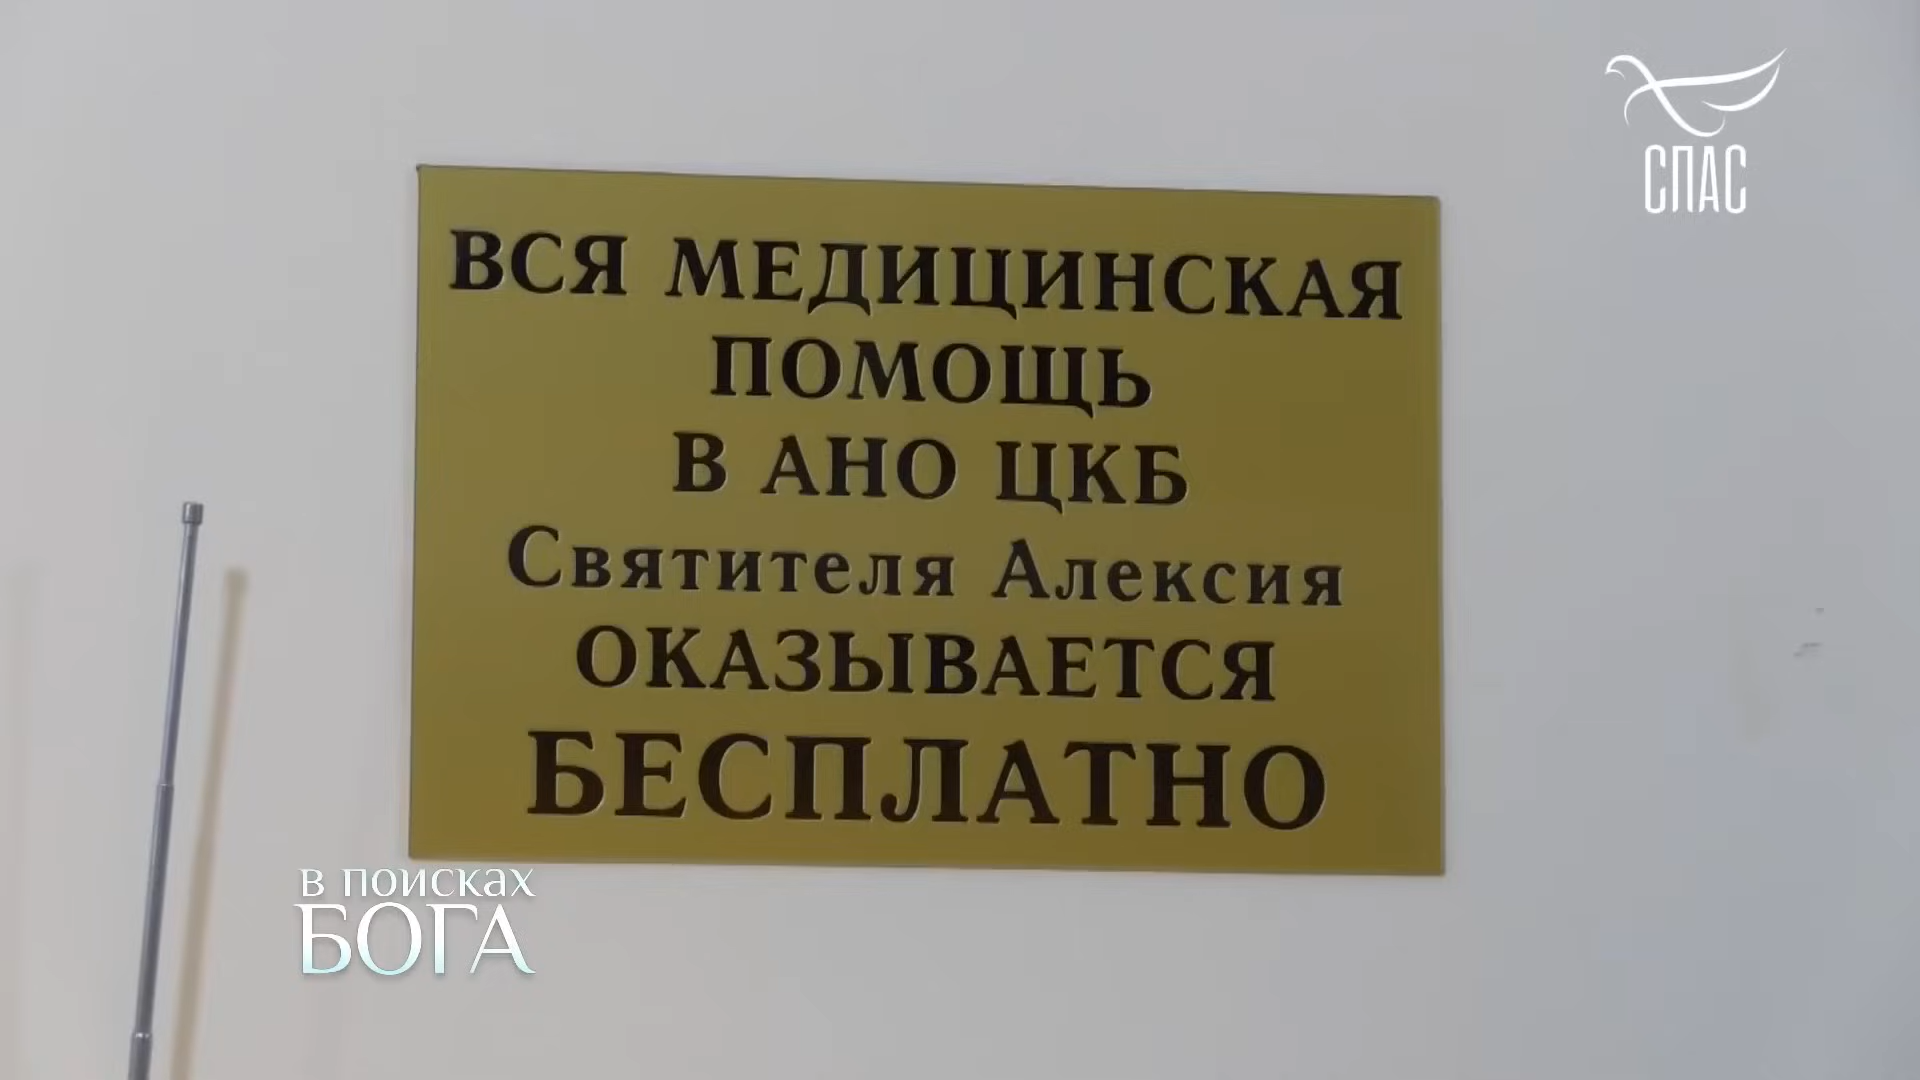 СПАС
ВСЯ МЕДИЦИНСКАЯ
ПОМОЩЬ
В АНО ЦКБ
Святителя Алексия
ОКАЗЫВАЕТСЯ
БЕСПЛАТНО
в поисках
БОГА